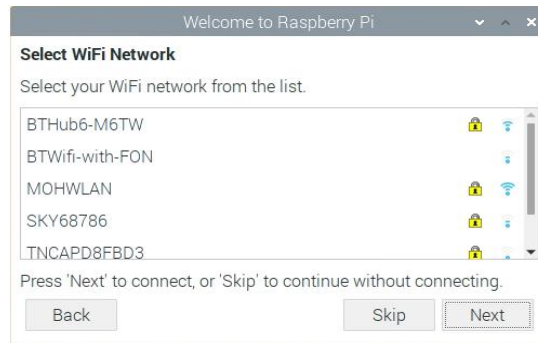 Welcome to Raspberry Pi
Select WiFi Network
Select your WiFi network from the list.
BTHub6-M6TW
BTWifi-with-FON
MOHWLAN
SKY68786
TNCAPD8FBD3
Press 'Next' to connect, or 'Skip' to continue without connecting.
Back Skip Next